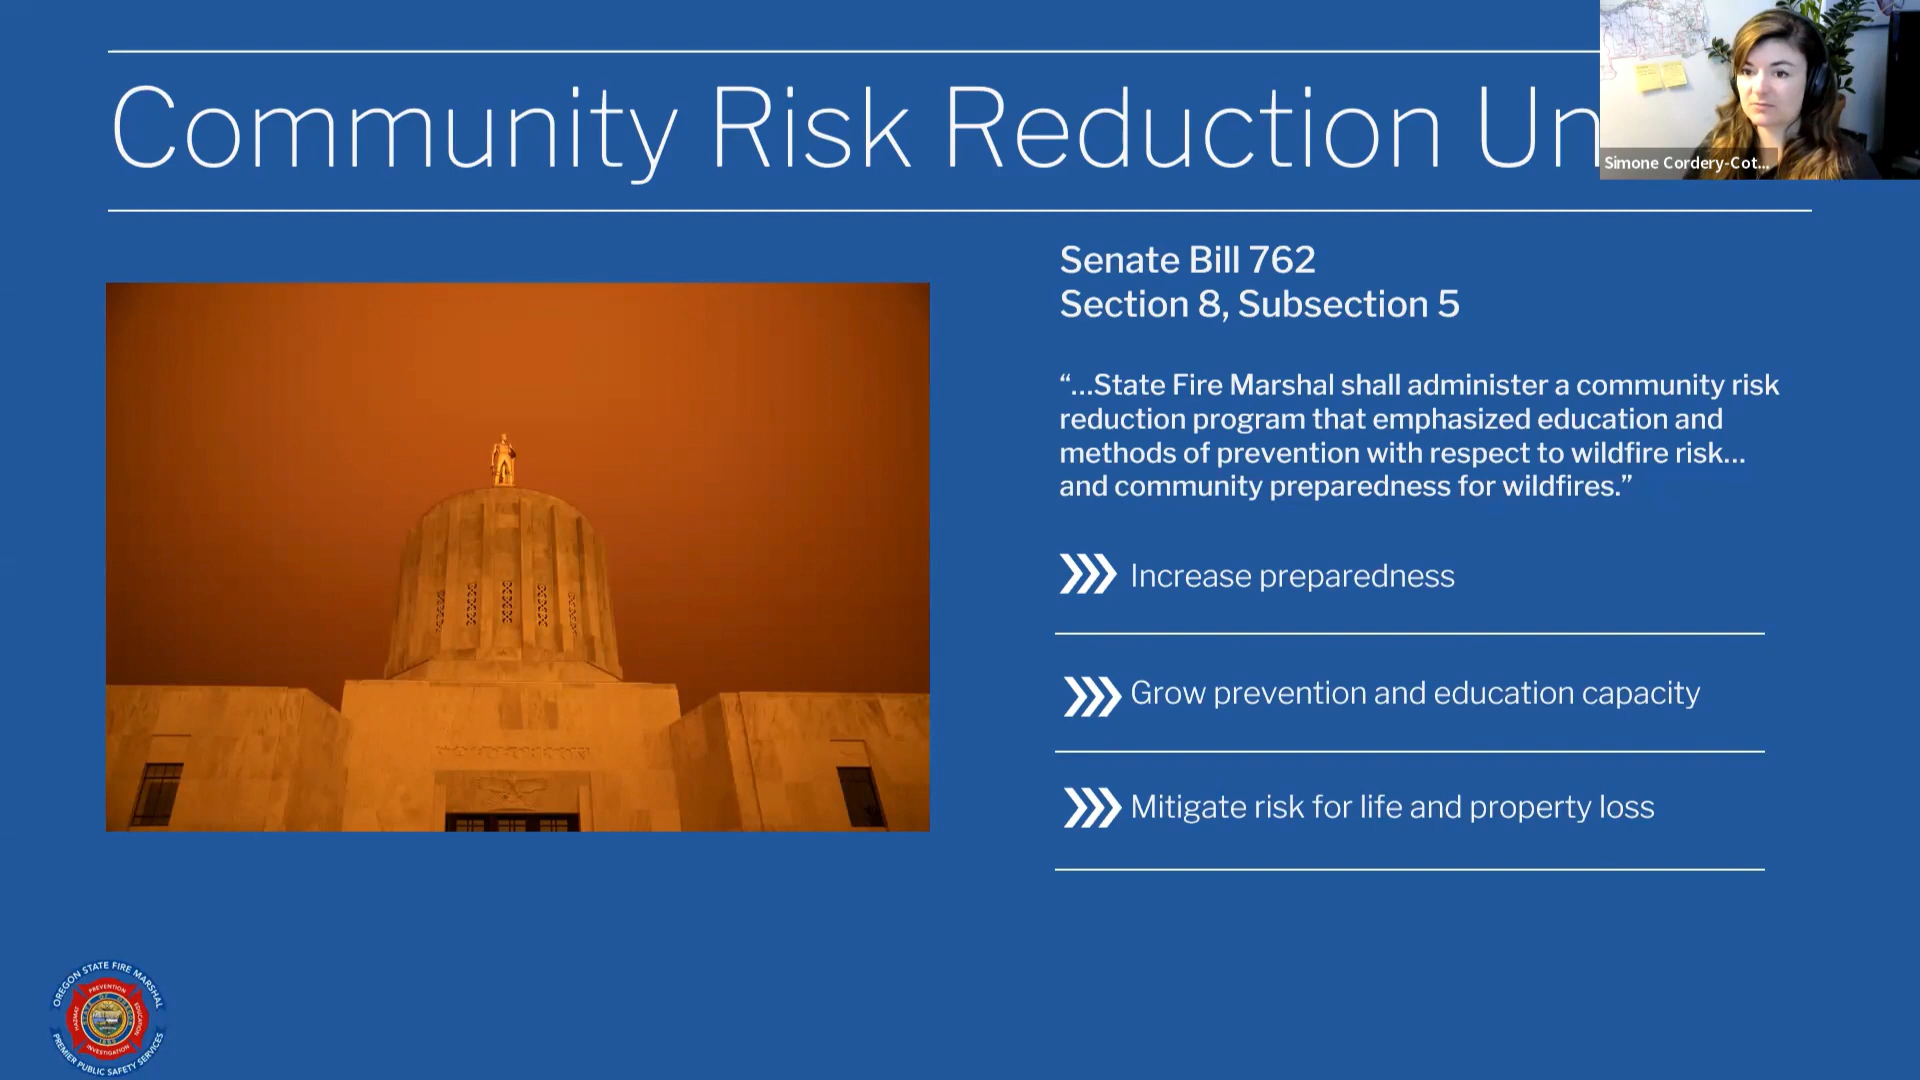 Community Risk Reduction Un
Simone Cordery-Cot...
Senate Bill 762
Section 8, Subsection 5
“...State Fire Marshal shall administer a community risk
reduction program that emphasized education and
methods of prevention with respect to wildfire risk...
and community preparedness for wildfires.”
Increase preparedness
Grow prevention and education capacity
Mitigate risk for life and property loss
OREGON STATE FIRE MARSHAL
PREVENTION
HAZMAT
EDUCATION
INVESTIGATION
PREMIER PUBLIC SAFETY SERVICES